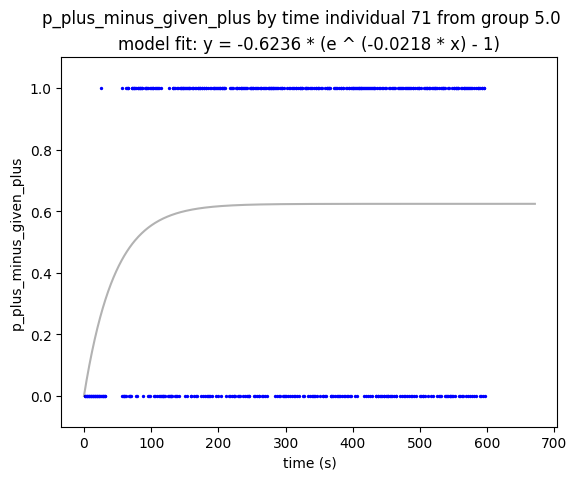 p_plus_minus_given_plus by time individual 71 from group 5.0
model fit: y = -0.6236 * (e ^ (-0.0218 * x) - 1)
1.0
0.8
0.6
0.4
0.2
0.0
p_plus_minus_given_plus
0 100 200 300 400 500 600 700
time (s)